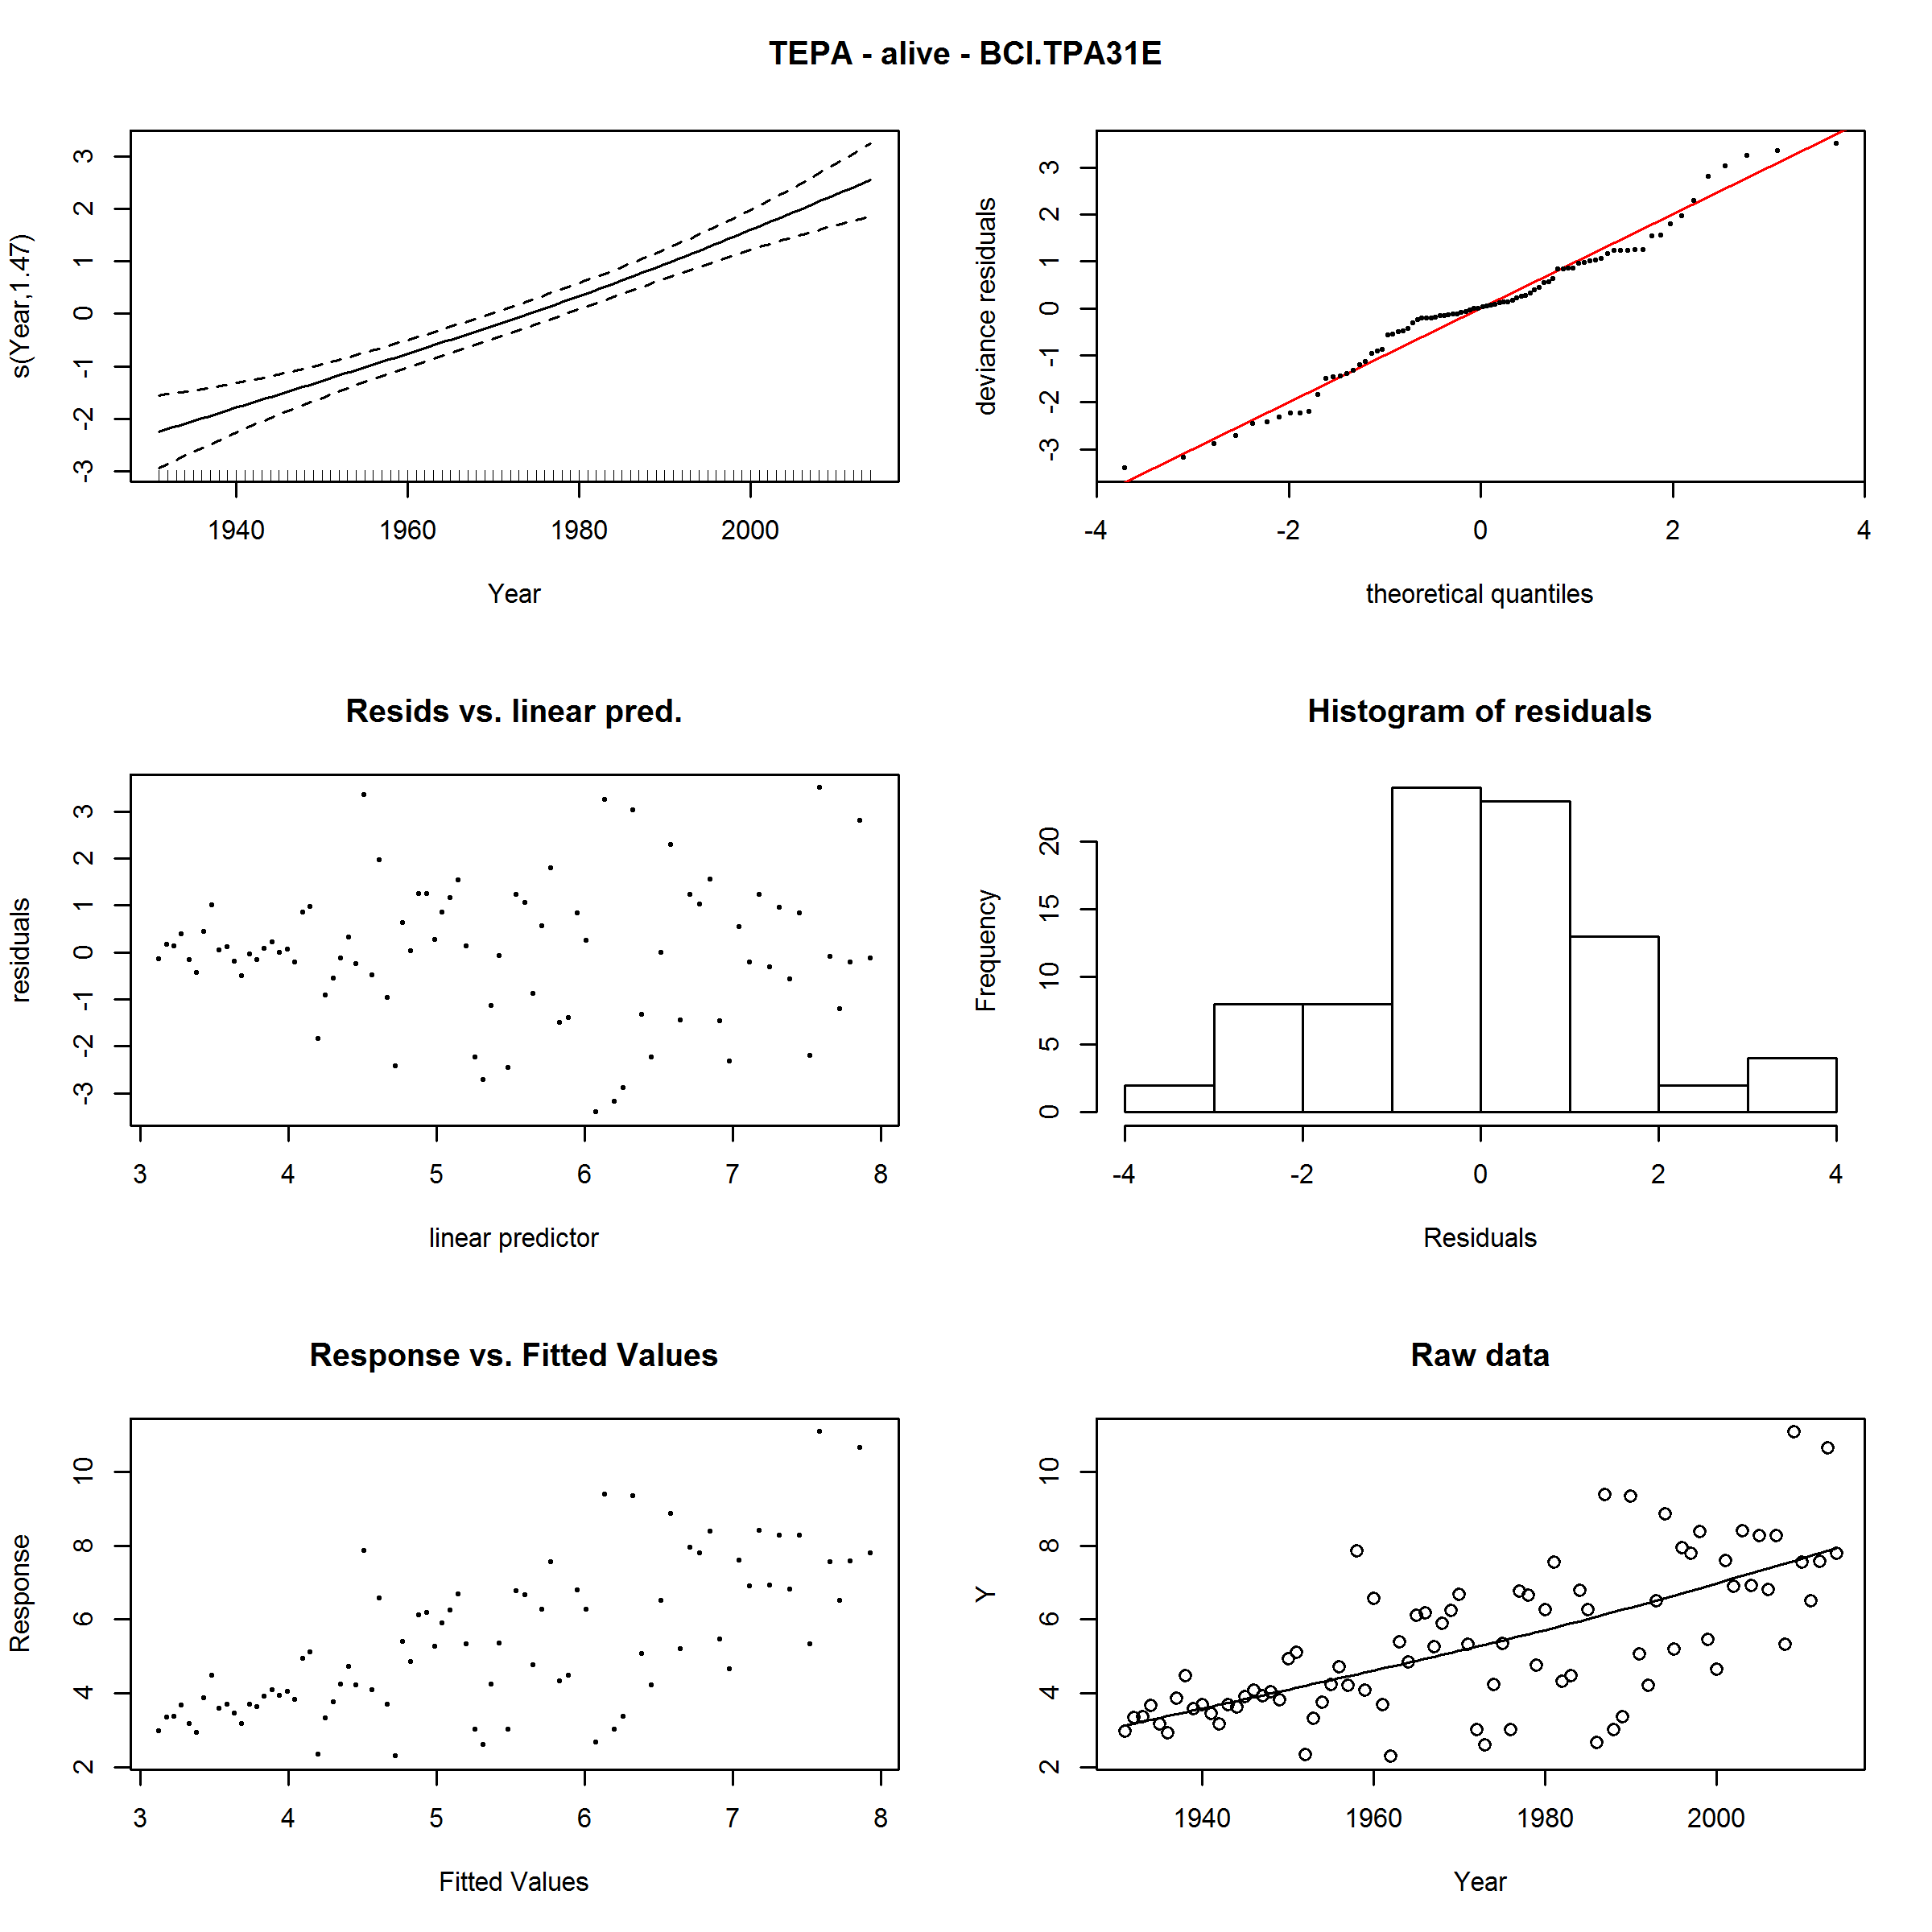 TEPA - alive - BCI.TPA31E
s(Year,1.47)
3
2
1
0
-1
-2
-3
1940 1960 1980 2000
Year
deviance residuals
3
2
1
0
-1
-2
-3
-4 -2 0 2 4
theoretical quantiles
Resids vs. linear pred.
residuals
3
2
1
0
-1
-2
-3
3 4 5 6 7 8
linear predictor
Histogram of residuals
Frequency
20
15
10
5
0
-4 -2 0 2 4
Residuals
Response vs. Fitted Values
Response
10
8
6
4
2
3 4 5 6 7 8
Fitted Values
Raw data
Y
10
8
6
4
2
1940 1960 1980 2000
Year